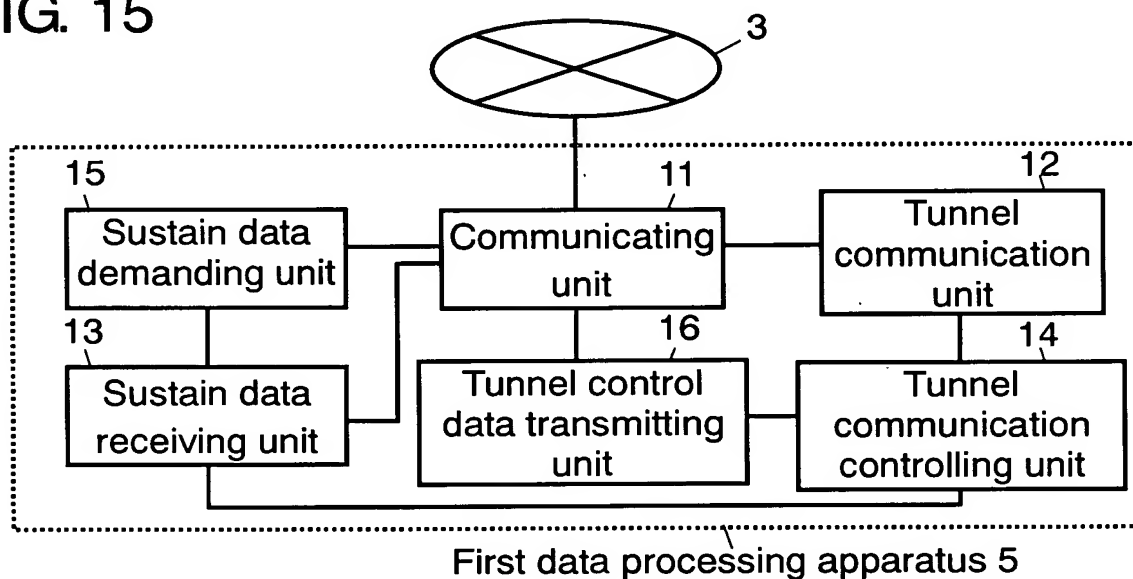 IG. 15
3
15
Sustain data
demanding unit
11
Communicating
unit
12
Tunnel
communication
unit
13
Sustain data
receiving unit
16
Tunnel control
data transmitting
unit
14
Tunnel
communication
controlling unit
First data processing apparatus 5